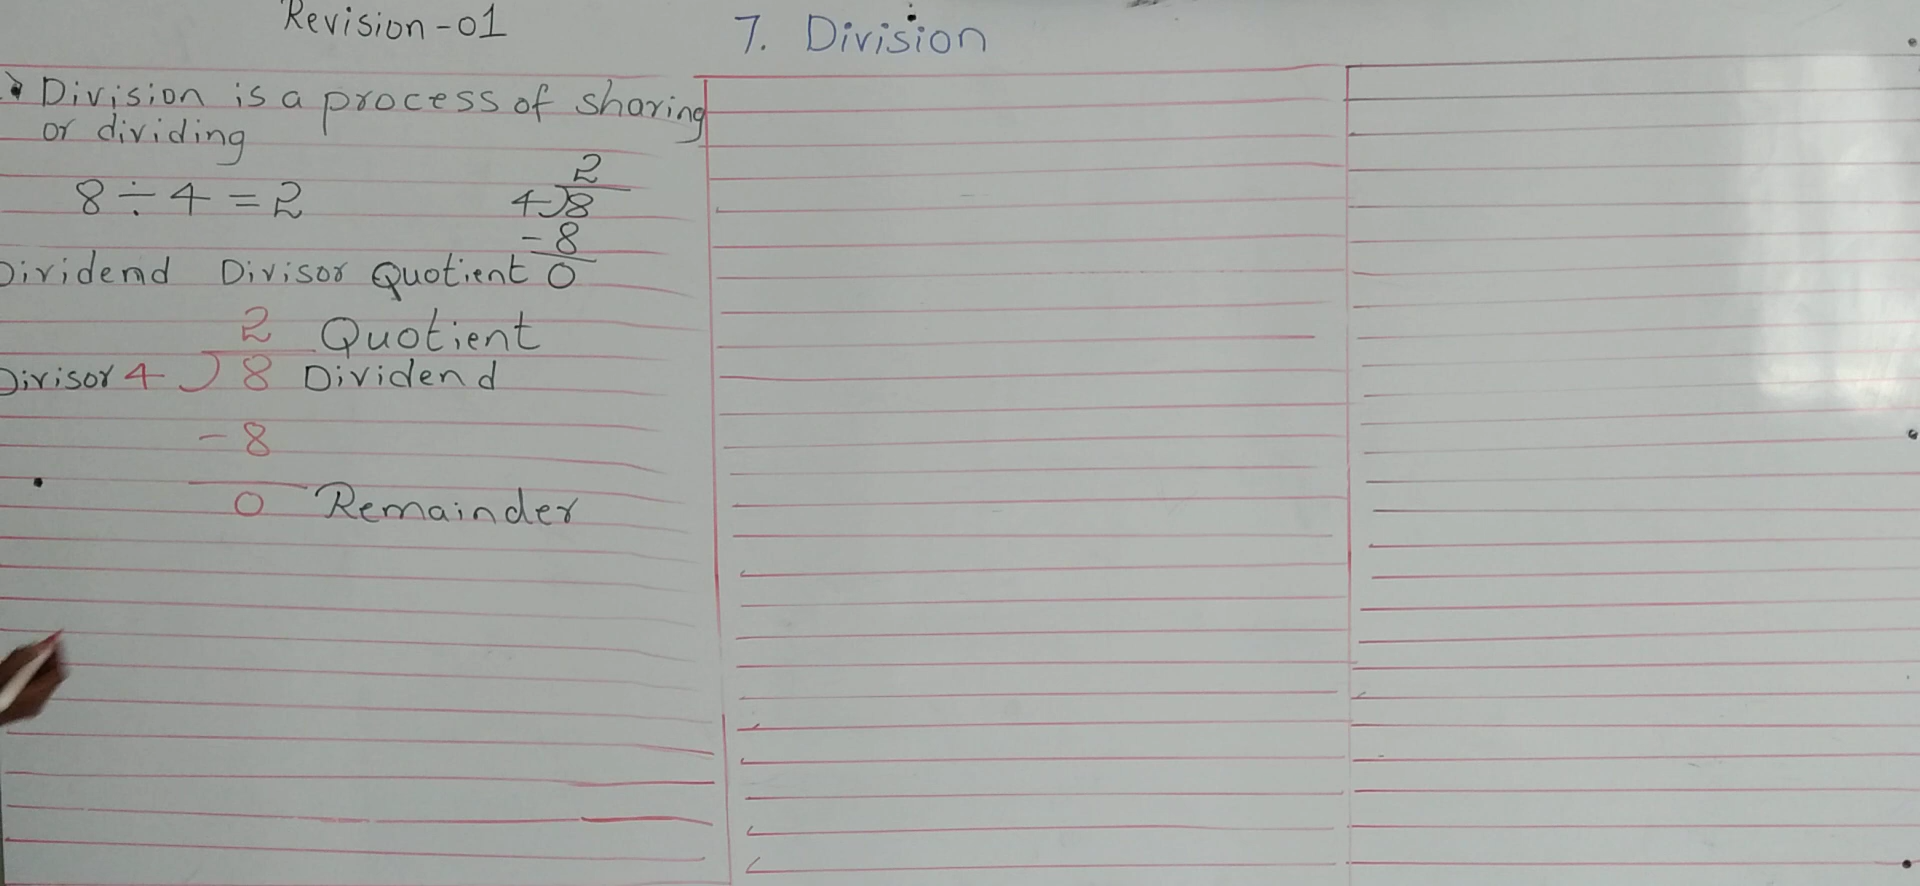 Revision-01
7. Division
Division is a process of sharing
or dividing
8 ÷ 4 = 2
2
4)8
-8
0
Dividend Divisor Quotient
2 Quotient
Divisor 4 ) 8 Dividend
- 8
0 Remainder